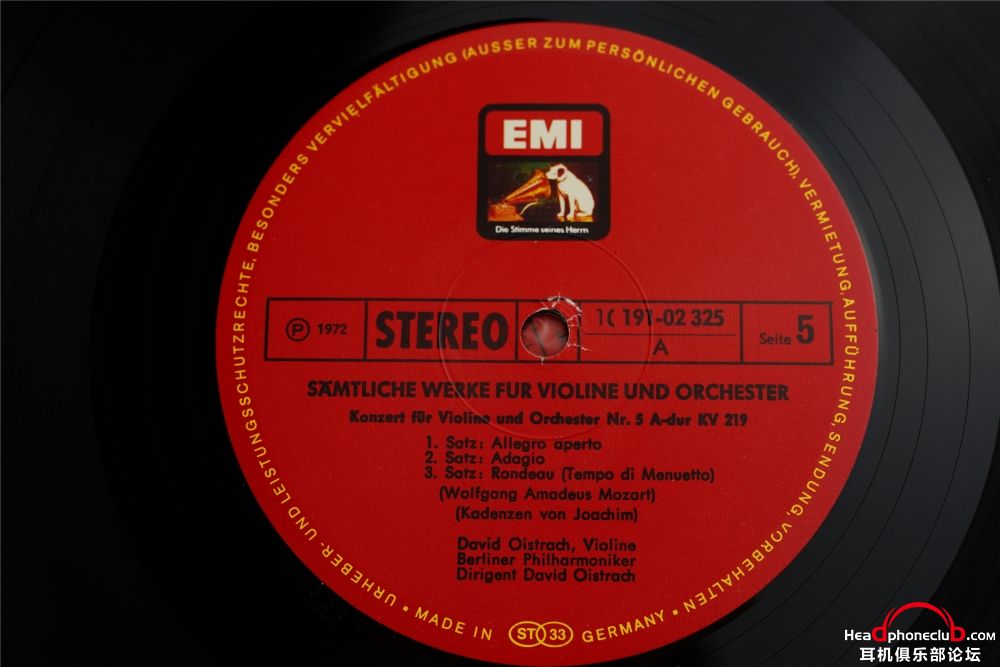 URHEBER- UND LEISTUNGSSCHUTZRECHTE, BESONDERS VERVIELFÄLTIGUNG (AUSSER ZUM PERSÖNLICHEN GEBRAUCH), VERMIETUNG, AUFFÜHRUNG, SENDUNG, VORBEHALTEN •
EMI
Die Stimme seines Herrn
℗ 1972
STEREO
1C 191-02 325
A
Seite 5
SÄMTLICHE WERKE FUR VIOLINE UND ORCHESTER
Konzert für Violine und Orchester Nr. 5 A-dur KV 219
1. Satz: Allegro aperto
2. Satz: Adagio
3. Satz: Rondeau (Tempo di Menuetto)
(Wolfgang Amadeus Mozart)
(Kadenzen von Joachim)
David Oistrach, Violine
Berliner Philharmoniker
Dirigent David Oistrach
• MADE IN ST 33 GERMANY •
Headphoneclub.com
耳机俱乐部论坛